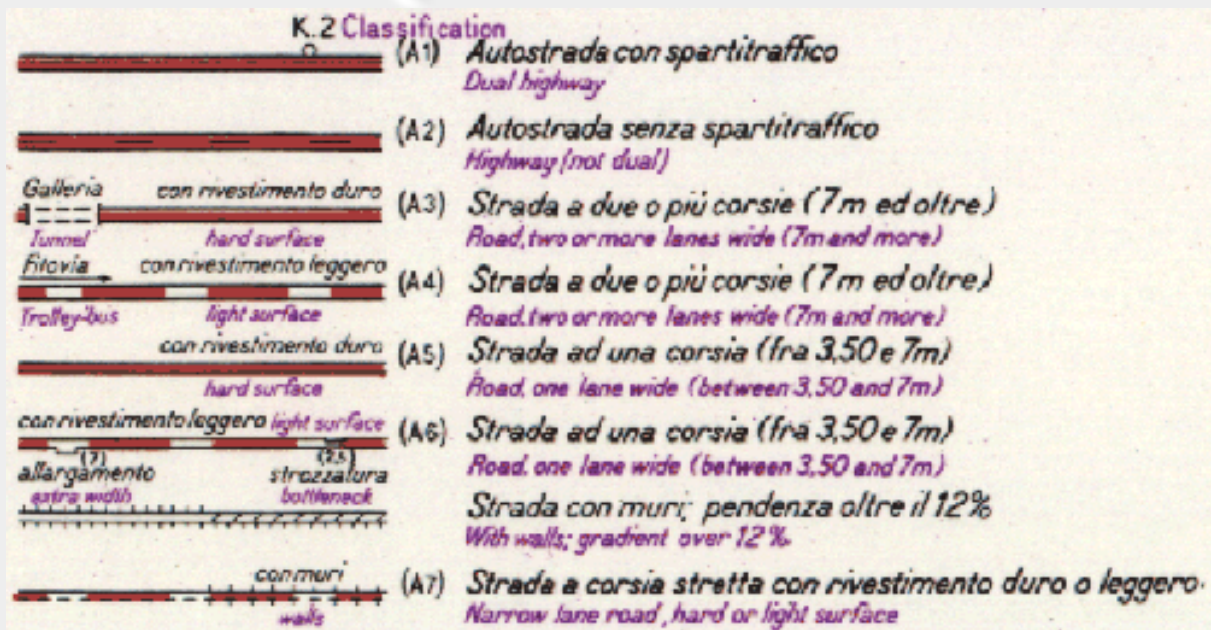 K.2 Classification
(A1) Autostrada con spartitraffico
Dual highway
(A2) Autostrada senza spartitraffico
Highway (not dual)
Galleria con rivestimento duro (A3) Strada a due o più corsie (7m ed oltre)
Tunnel hard surface Road, two or more lanes wide (7m and more)
Filovia con rivestimento leggero (A4) Strada a due o più corsie (7m ed oltre)
Trolley-bus light surface Road, two or more lanes wide (7m and more)
con rivestimento duro (A5) Strada ad una corsia (fra 3,50 e 7m)
hard surface Road, one lane wide (between 3,50 and 7m)
con rivestimento leggero light surface (A6) Strada ad una corsia (fra 3,50 e 7m)
(7) (2,5)
allargamento strozzatura Road, one lane wide (between 3,50 and 7m)
extra width bottleneck
Strada con muri; pendenza oltre il 12%
With walls; gradient over 12%
con muri (A7) Strada a corsia stretta con rivestimento duro o leggero.
walls Narrow lane road, hard or light surface